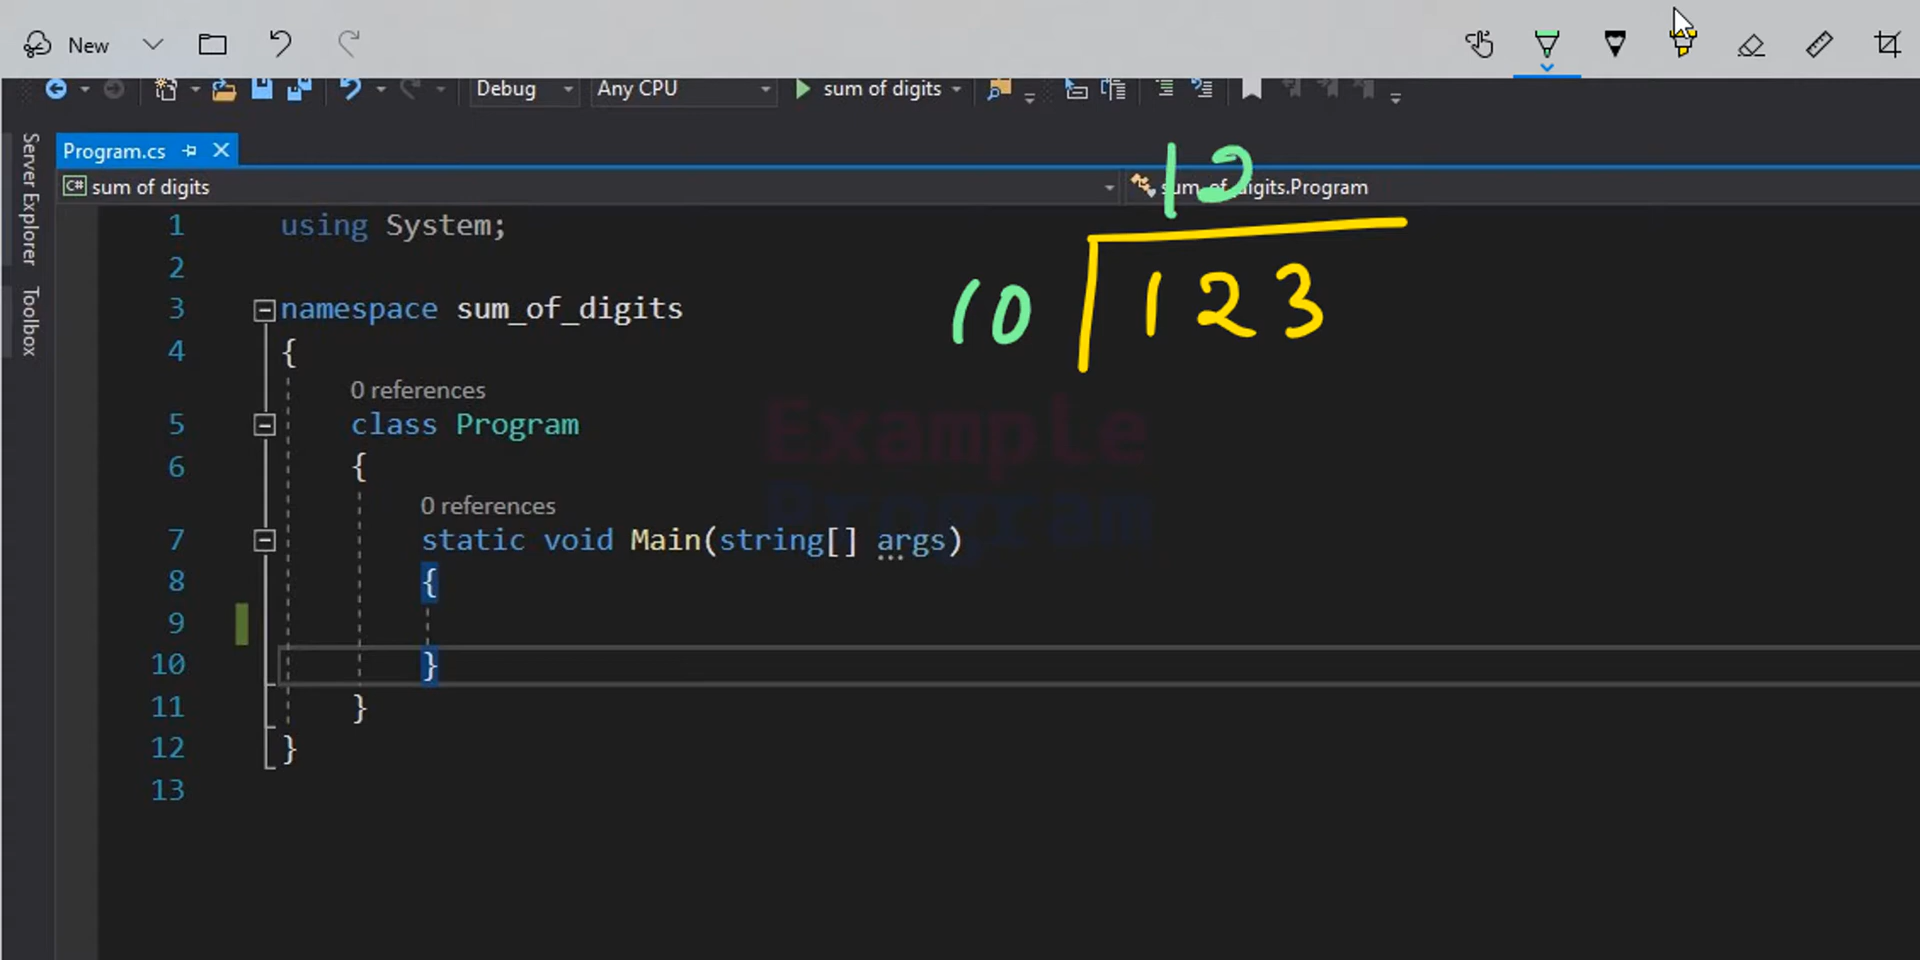 New
Debug Any CPU sum of digits
Server Explorer
Toolbox
Program.cs
C# sum of digits sum_of_digits.Program
12
10 123
1 using System;
2
3 namespace sum_of_digits
4 {
0 references
5 class Program
6 {
0 references
7 static void Main(string[] args)
8 {
9
10 }
11 }
12 }
13
Example
Program